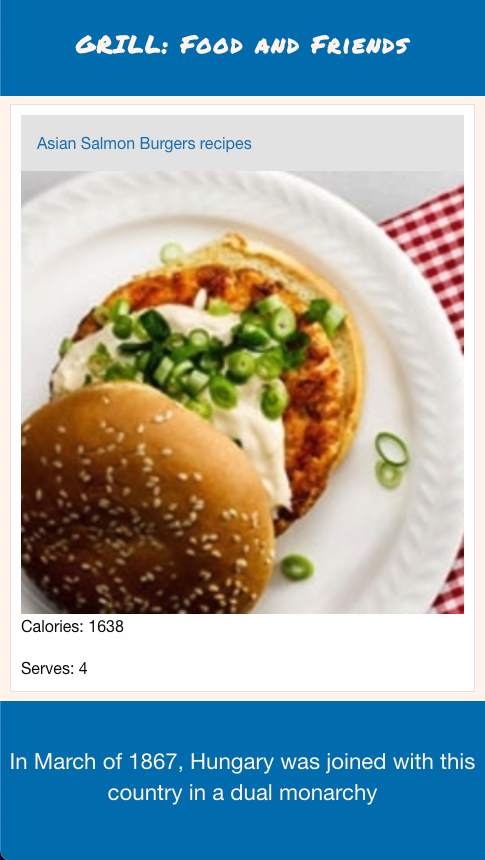 GRILL: Food and Friends
Asian Salmon Burgers recipes
Calories: 1638
Serves: 4
In March of 1867, Hungary was joined with this
country in a dual monarchy